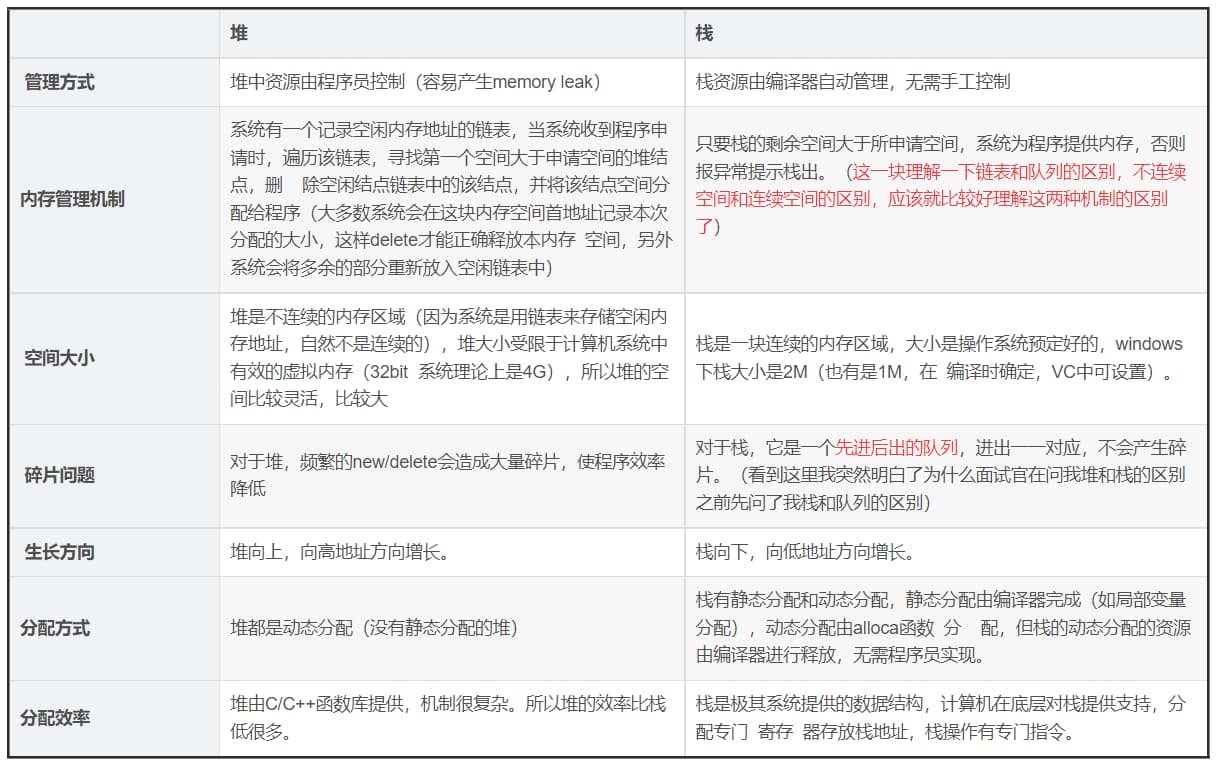 堆
栈
管理方式
堆中资源由程序员控制（容易产生memory leak）
栈资源由编译器自动管理，无需手工控制
内存管理机制
系统有一个记录空闲内存地址的链表，当系统收到程序申
请时，遍历该链表，寻找第一个空间大于申请空间的堆结
点，删 除空闲结点链表中的该结点，并将该结点空间分
配给程序（大多数系统会在这块内存空间首地址记录本次
分配的大小，这样delete才能正确释放本内存 空间，另外
系统会将多余的部分重新放入空闲链表中）
只要栈的剩余空间大于所申请空间，系统为程序提供内存，否则
报异常提示栈出。（这一块理解一下链表和队列的区别，不连续
空间和连续空间的区别，应该就比较好理解这两种机制的区别
了）
空间大小
堆是不连续的内存区域（因为系统是用链表来存储空闲内
存地址，自然不是连续的），堆大小受限于计算机系统中
有效的虚拟内存（32bit 系统理论上是4G），所以堆的空
间比较灵活，比较大
栈是一块连续的内存区域，大小是操作系统预定好的，windows
下栈大小是2M（也有是1M，在 编译时确定，VC中可设置）。
碎片问题
对于堆，频繁的new/delete会造成大量碎片，使程序效率
降低
对于栈，它是一个先进后出的队列，进出一一对应，不会产生碎
片。（看到这里我突然明白了为什么面试官在问我堆和栈的区别
之前先问了我栈和队列的区别）
生长方向
堆向上，向高地址方向增长。
栈向下，向低地址方向增长。
分配方式
堆都是动态分配（没有静态分配的堆）
栈有静态分配和动态分配，静态分配由编译器完成（如局部变量
分配），动态分配由alloca函数 分 配，但栈的动态分配的资源
由编译器进行释放，无需程序员实现。
分配效率
堆由C/C++函数库提供，机制很复杂。所以堆的效率比栈
低很多。
栈是极其系统提供的数据结构，计算机在底层对栈提供支持，分
配专门 寄存 器存放栈地址，栈操作有专门指令。